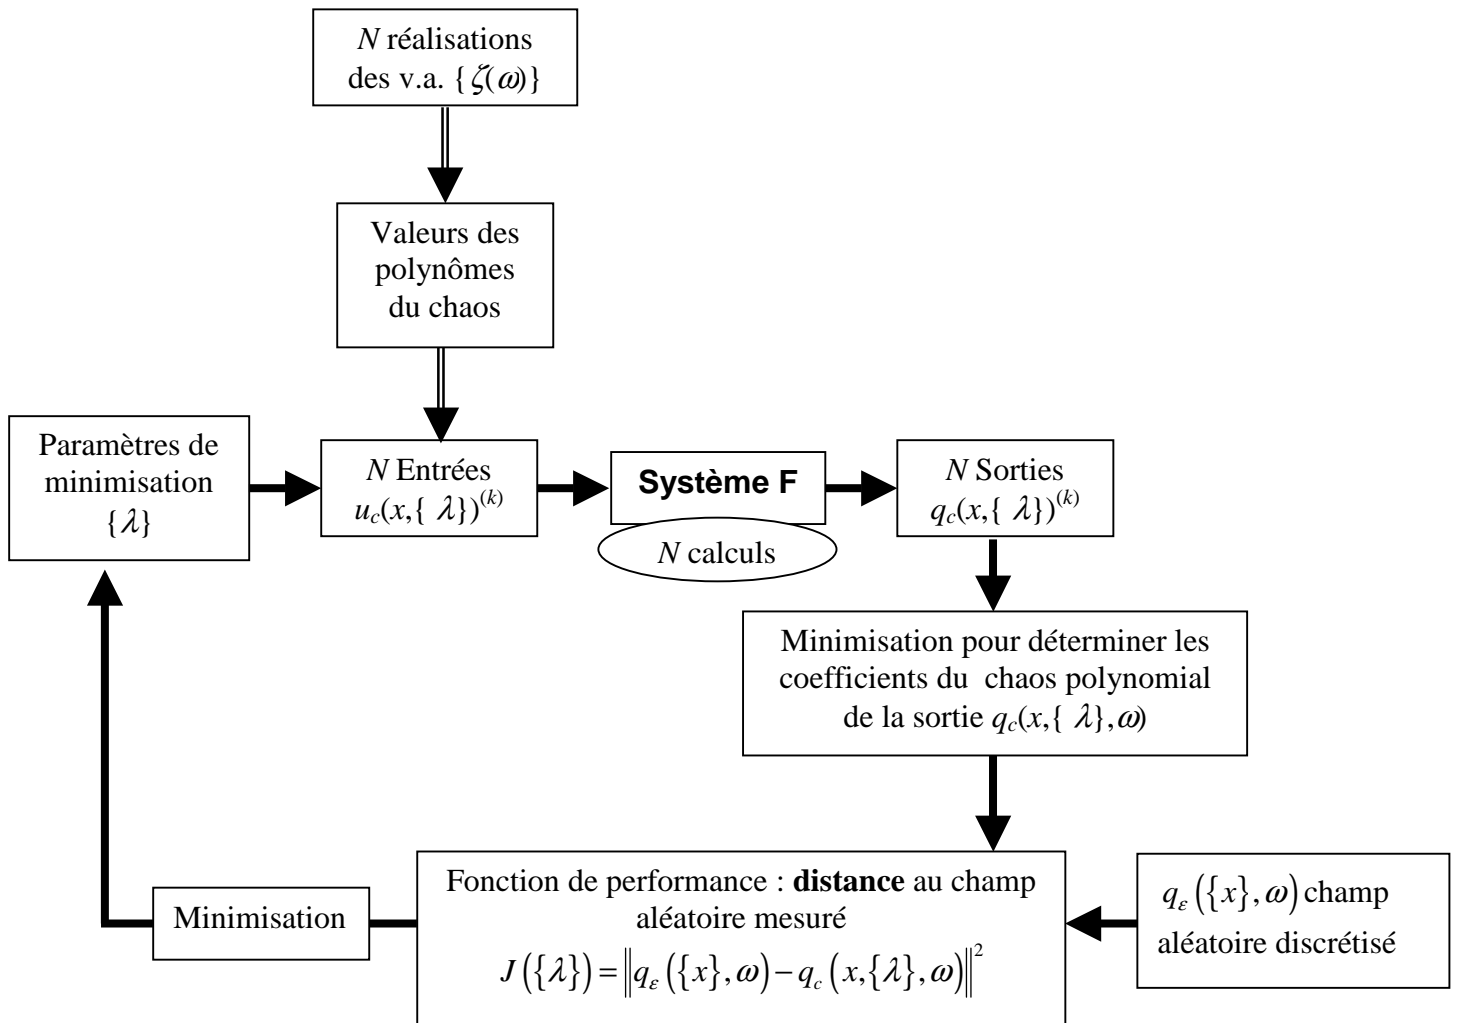 N réalisations
des v.a. {ζ(ω)}
Valeurs des
polynômes
du chaos
Paramètres de
minimisation
{λ}
N Entrées
u_c(x,{ λ})^(k)
Système F
N calculs
N Sorties
q_c(x,{ λ})^(k)
Minimisation pour déterminer les
coefficients du chaos polynomial
de la sortie q_c(x,{ λ},ω)
Fonction de performance : distance au champ
aléatoire mesuré
J({λ}) = ‖q_ε({x},ω) − q_c(x,{λ},ω)‖²
q_ε({x},ω) champ
aléatoire discrétisé
Minimisation